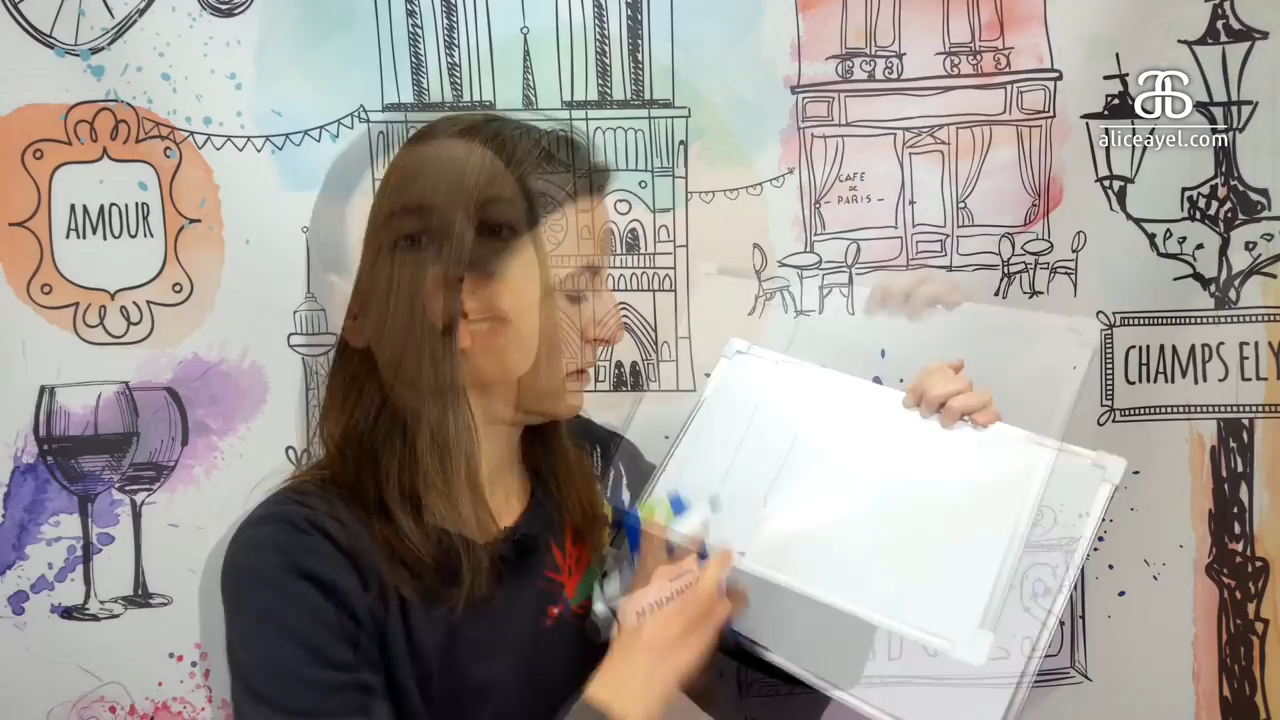 aliceayel.com
AMOUR
CAFE
DE
- PARIS -
CHAMPS ELY